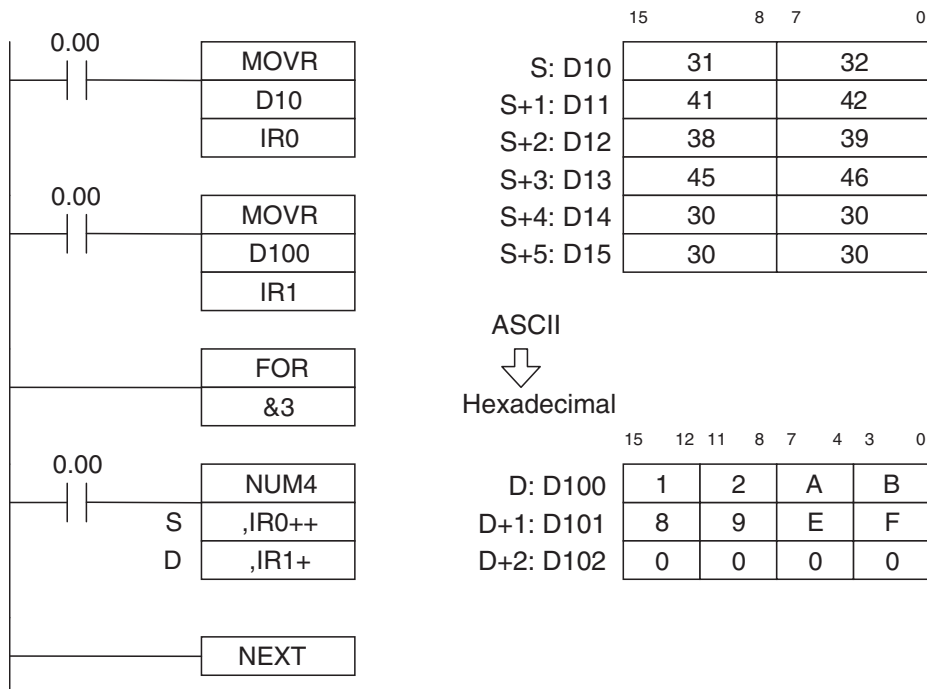 0.00
MOVR
D10
IR0
0.00
MOVR
D100
IR1
FOR
&3
0.00
NUM4
S ,IR0++
D ,IR1+
NEXT
15 8 7 0
S: D10 31 32
S+1: D11 41 42
S+2: D12 38 39
S+3: D13 45 46
S+4: D14 30 30
S+5: D15 30 30
ASCII
Hexadecimal
15 12 11 8 7 4 3 0
D: D100 1 2 A B
D+1: D101 8 9 E F
D+2: D102 0 0 0 0